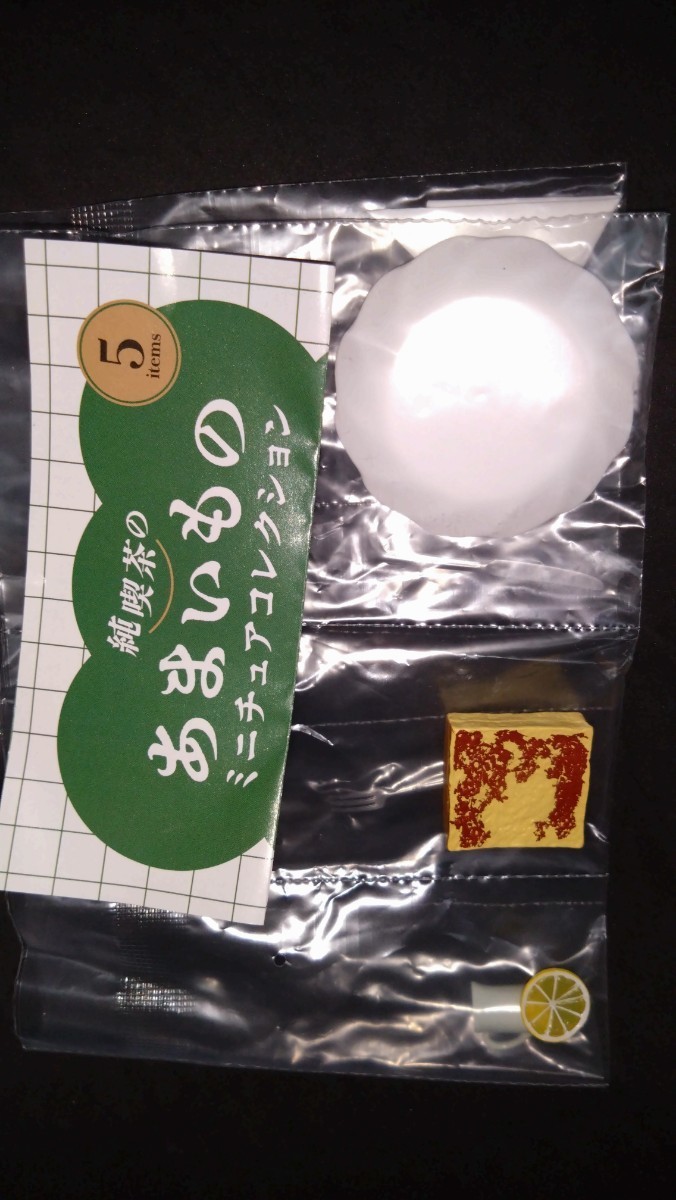 5
items
純喫茶の
あまいもの
ミニチュアコレクション